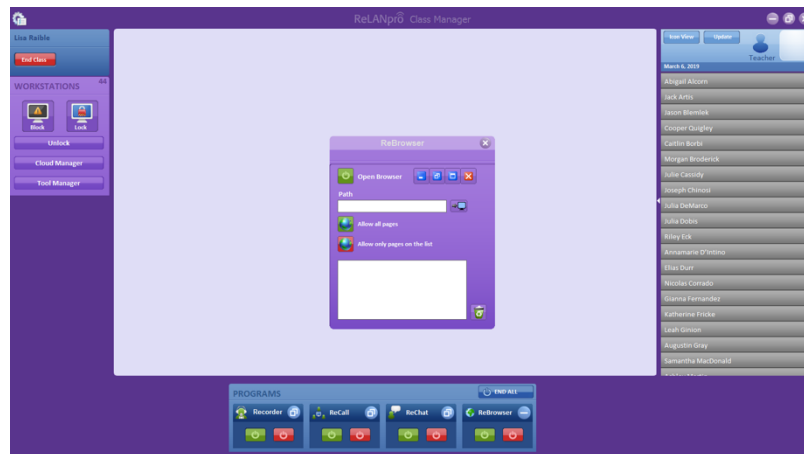 ReLANpro Class Manager
Lisa Raible
End Class
WORKSTATIONS 44
Block Lock
Unlock
Cloud Manager
Tool Manager
ReBrowser
Open Browser
Path
Allow all pages
Allow only pages on the list
Icon View Update
Teacher
March 6, 2019
Abigail Alcorn
Jack Artis
Jason Blemlek
Cooper Quigley
Caitlin Borbi
Morgan Broderick
Julie Cassidy
Joseph Chinosi
Julia DeMarco
Julia Dobis
Riley Eck
Annamarie D'Intino
Elias Durr
Nicolas Corrado
Gianna Fernandez
Katherine Fricke
Leah Ginion
Augustin Gray
Samantha MacDonald
PROGRAMS END ALL
Recorder ReCall ReChat ReBrowser